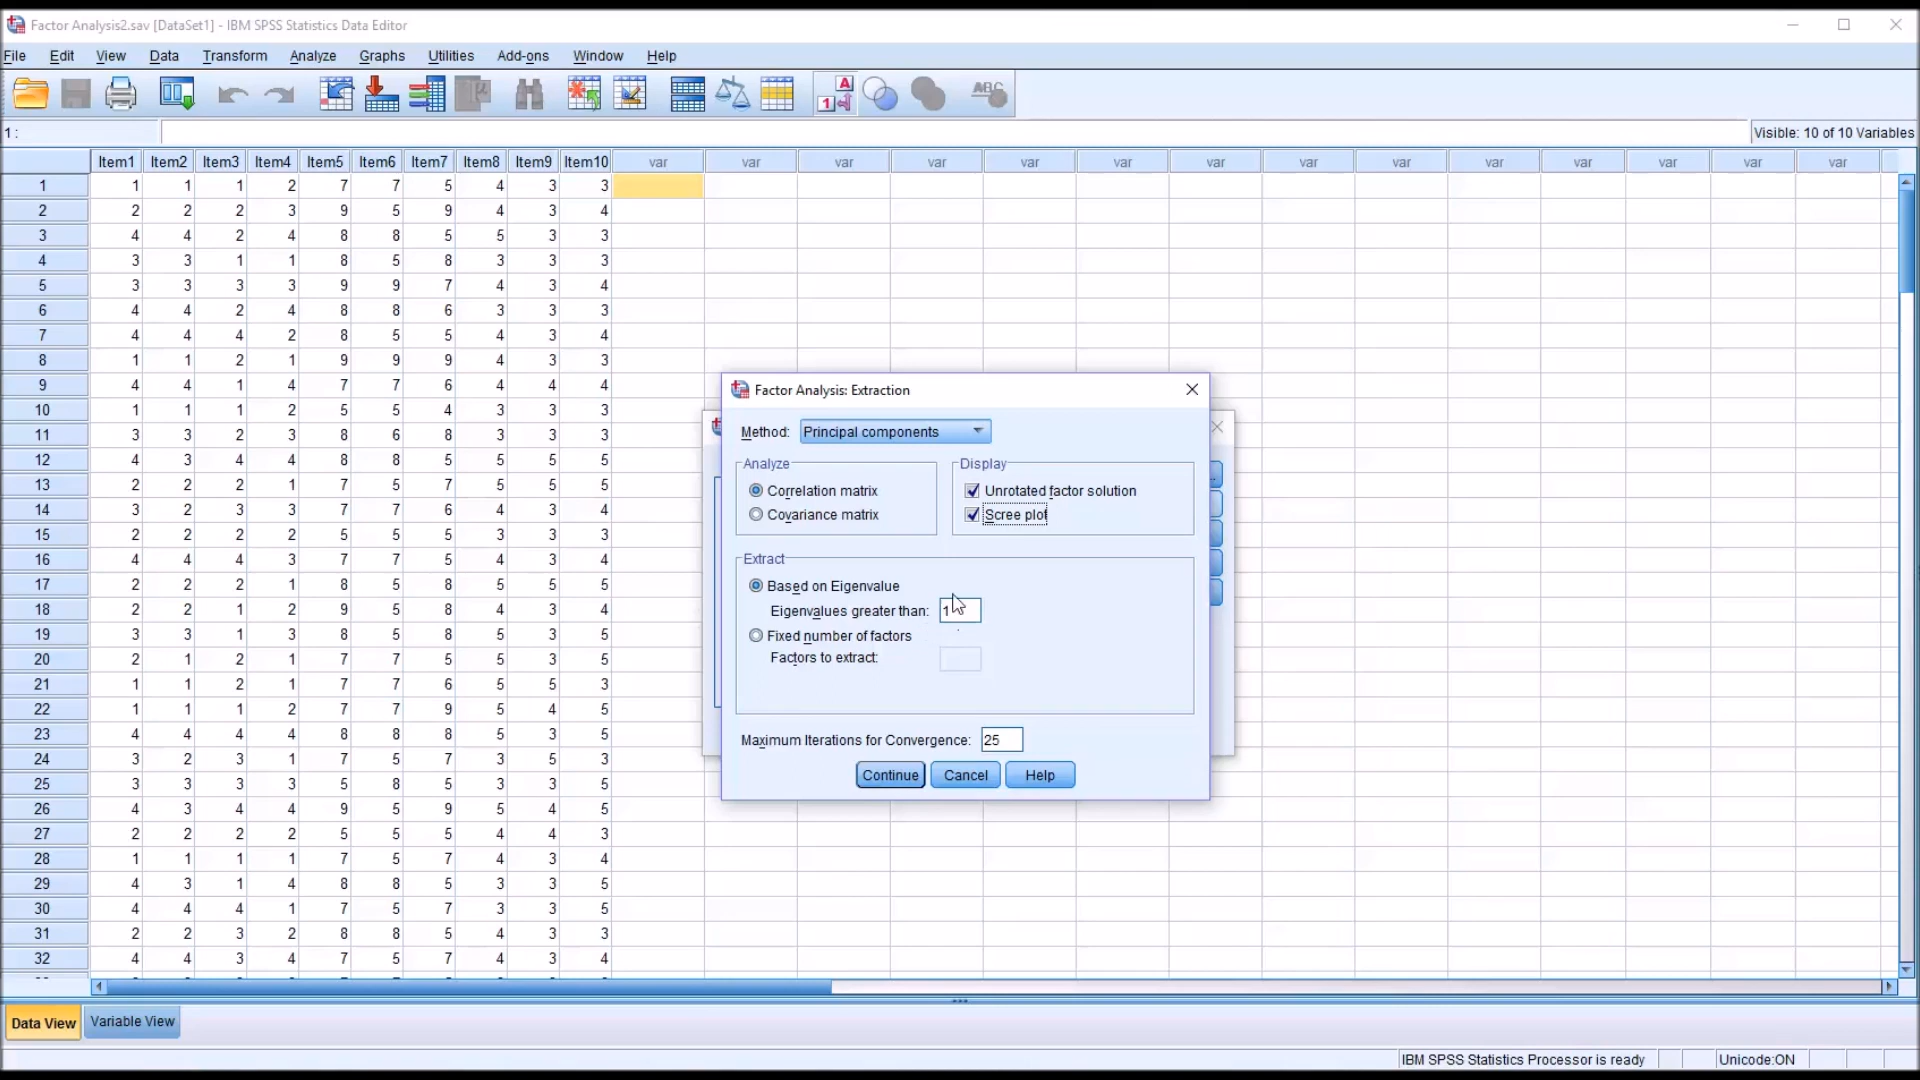 Factor Analysis2.sav [DataSet1] - IBM SPSS Statistics Data Editor
File Edit View Data Transform Analyze Graphs Utilities Add-ons Window Help
1 :
Visible: 10 of 10 Variables
Item1 Item2 Item3 Item4 Item5 Item6 Item7 Item8 Item9 Item10 var var var var var var var var var var var var var
1 1 1 1 2 7 7 5 4 3 3
2 2 2 2 3 9 5 9 4 3 4
3 4 4 2 4 8 8 5 5 3 3
4 3 3 1 1 8 5 8 3 3 3
5 3 3 3 3 9 9 7 4 3 4
6 4 4 2 4 8 8 6 3 3 3
7 4 4 4 2 8 5 5 4 3 4
8 1 1 2 1 9 9 9 4 3 3
9 4 4 1 4 7 7 6 4 4 4
10 1 1 1 2 5 5 4 3 3 3
11 3 3 2 3 8 6 8 3 3 3
12 4 3 4 4 8 8 5 5 5 5
13 2 2 2 1 7 5 7 5 5 5
14 3 2 3 3 7 7 6 4 3 4
15 2 2 2 2 5 5 5 3 3 3
16 4 4 4 3 7 7 5 4 3 4
17 2 2 2 1 8 5 8 5 5 5
18 2 2 1 2 9 5 8 4 3 4
19 3 3 1 3 8 5 8 5 3 5
20 2 1 2 1 7 7 5 5 3 5
21 1 1 2 1 7 7 6 5 5 3
22 1 1 1 2 7 7 9 5 4 5
23 4 4 4 4 8 8 8 5 3 5
24 3 2 3 1 7 5 7 3 5 3
25 3 3 3 3 5 8 5 3 3 5
26 4 3 4 4 9 5 9 5 4 5
27 2 2 2 2 5 5 5 4 4 3
28 1 1 1 1 7 5 7 4 3 4
29 4 3 1 4 8 8 5 3 3 5
30 4 4 4 1 7 5 7 3 3 5
31 2 2 3 2 8 8 5 4 3 3
32 4 4 3 4 7 5 7 4 3 4
Factor Analysis: Extraction
Method: Principal components
Analyze
Correlation matrix
Covariance matrix
Display
Unrotated factor solution
Scree plot
Extract
Based on Eigenvalue
Eigenvalues greater than: 1
Fixed number of factors
Factors to extract:
Maximum Iterations for Convergence: 25
Continue Cancel Help
Data View Variable View
IBM SPSS Statistics Processor is ready Unicode:ON